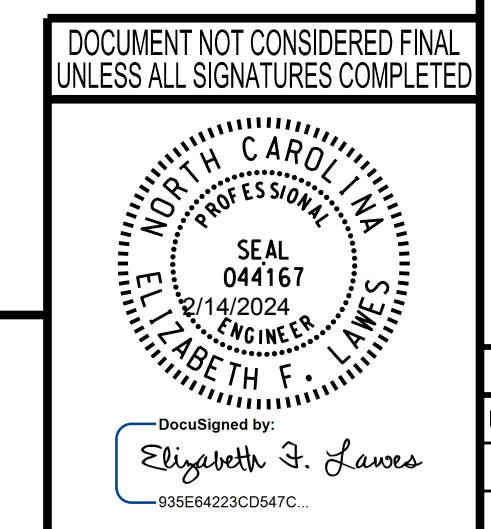 DOCUMENT NOT CONSIDERED FINAL
UNLESS ALL SIGNATURES COMPLETED
NORTH CAROLINA
PROFESSIONAL
SEAL
044167
2/14/2024
ENGINEER
ELIZABETH F. LAWES
DocuSigned by:
Elizabeth F. Lawes
935E64223CD547C...